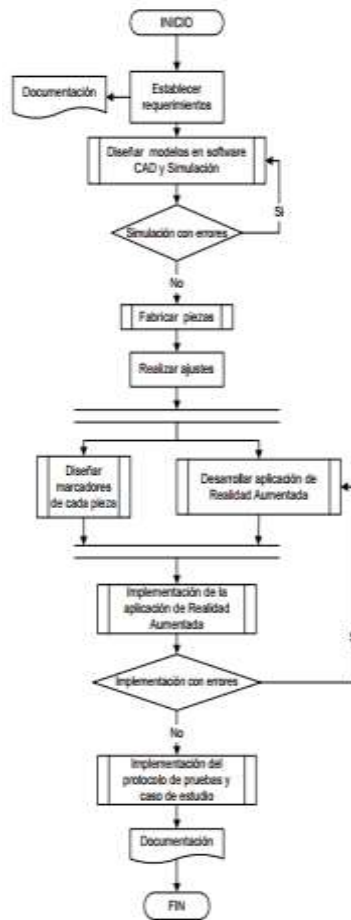 INICIO
Documentación
Establecer
requerimientos
Diseñar modelos en software
CAD y Simulación
Si
Simulación con errores
No
Fabricar piezas
Realizar ajustes
Diseñar
marcadores
de cada pieza
Desarrollar aplicación de
Realidad Aumentada
Implementación de la
aplicación de Realidad
Aumentada
Implementación con errores
No
Implementación del
protocolo de pruebas y
caso de estudio
Documentación
FIN